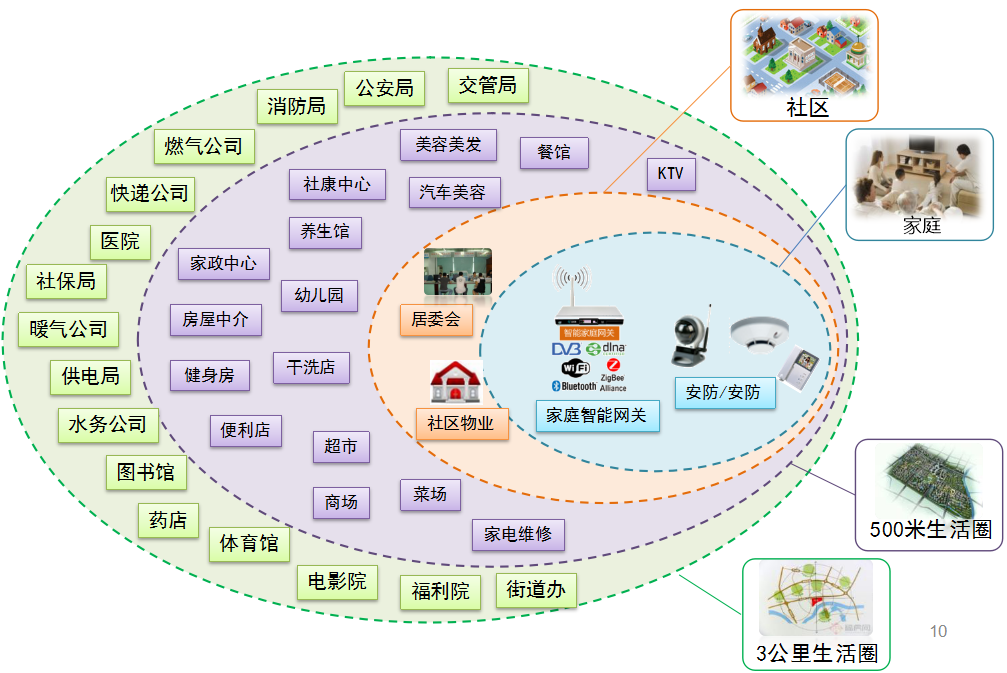 社区
交管局
公安局
消防局
燃气公司
快递公司
医院
社保局
暖气公司
供电局
水务公司
图书馆
药店
体育馆
电影院
福利院
街道办
美容美发
餐馆
KTV
社康中心
汽车美容
养生馆
家政中心
幼儿园
房屋中介
干洗店
健身房
便利店
超市
商场
菜场
家电维修
居委会
社区物业
智能家庭网关
DVB dlna
WiFi
Bluetooth
ZigBee
Alliance
家庭智能网关
安防/安防
家庭
500米生活圈
3公里生活圈
10